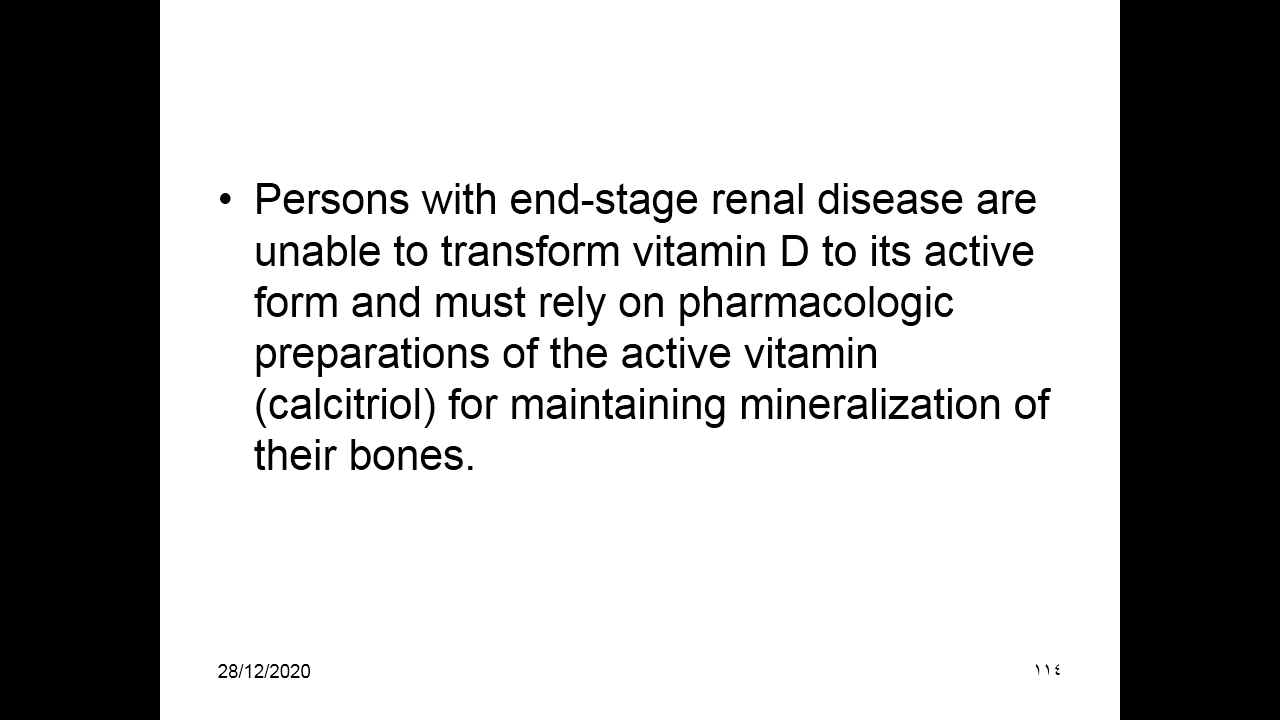 • Persons with end-stage renal disease are
unable to transform vitamin D to its active
form and must rely on pharmacologic
preparations of the active vitamin
(calcitriol) for maintaining mineralization of
their bones.
28/12/2020
١١٤